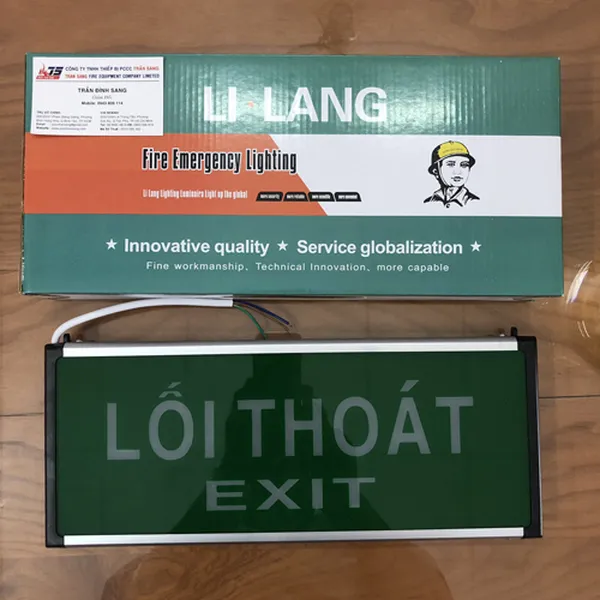 75
CÔNG TY TNHH THIẾT BỊ PCCC TRẦN SANG
TRAN SANG FIRE EQUIPMENT COMPANY LIMITED
TRẦN ĐÌNH SANG
LI LANG
Fire Emergency Lighting
Li Lang Lighting Luminaire Light up the global
★ Innovative quality ★ Service globalization ★
Fine workmanship、Technical Innovation、more capable
LỐI THOÁT
EXIT